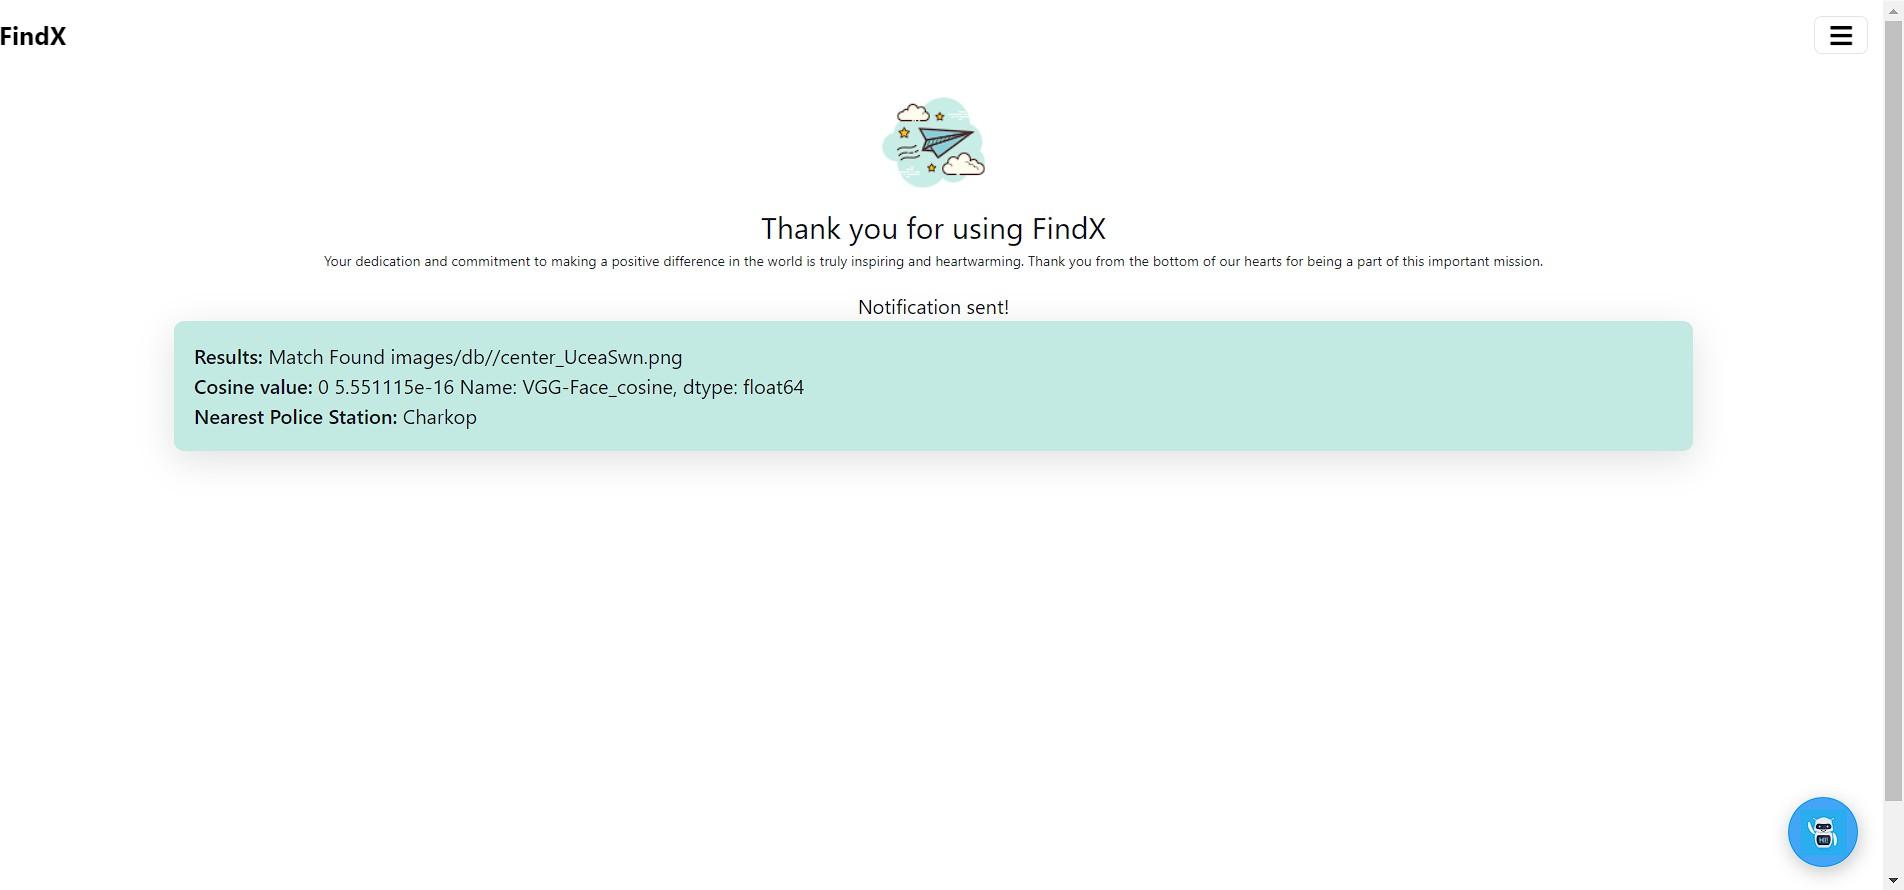 FindX
Thank you for using FindX
Your dedication and commitment to making a positive difference in the world is truly inspiring and heartwarming. Thank you from the bottom of our hearts for being a part of this important mission.
Notification sent!
Results: Match Found images/db//center_UceaSwn.png
Cosine value: 0 5.551115e-16 Name: VGG-Face_cosine, dtype: float64
Nearest Police Station: Charkop
HI!